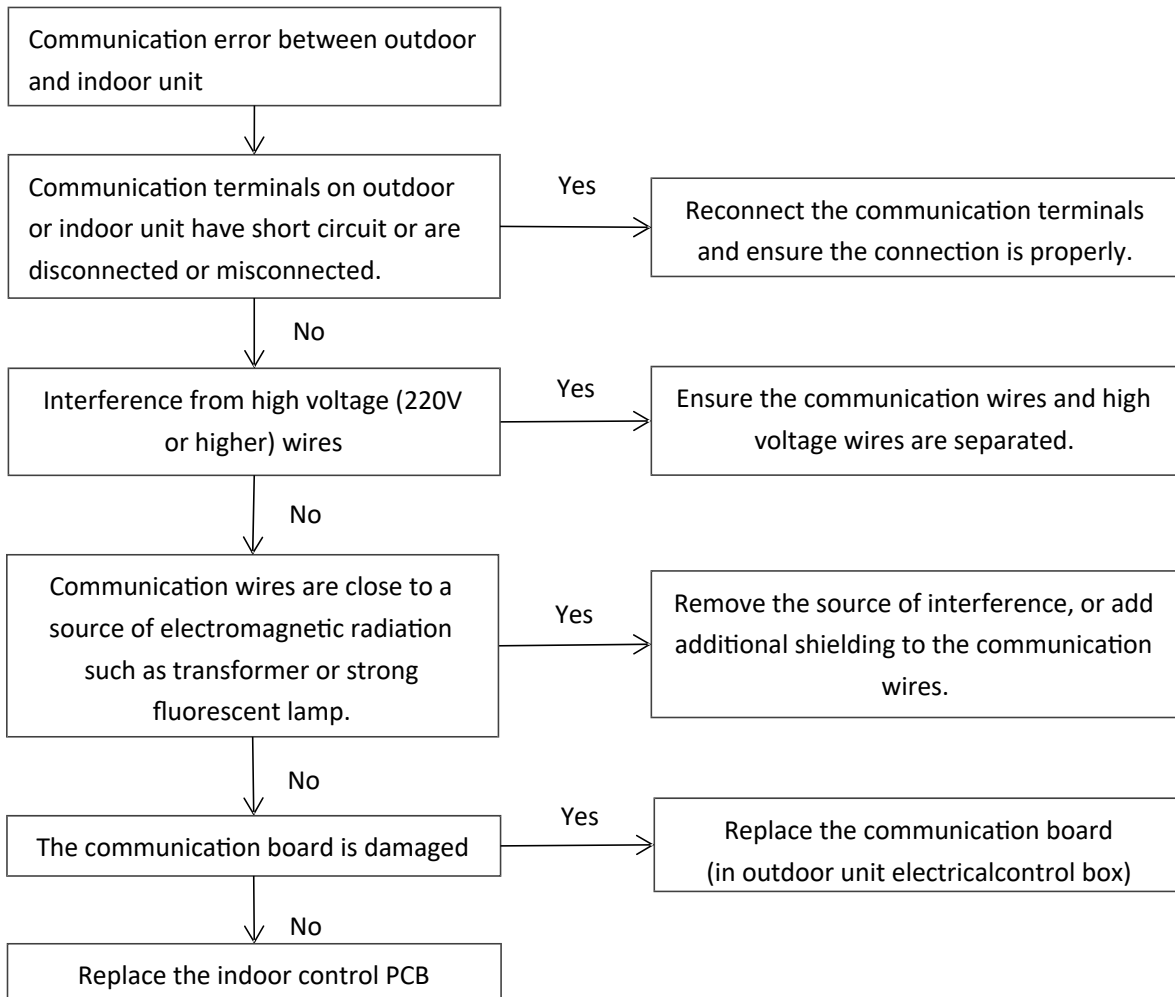 Communication error between outdoor
and indoor unit
Communication terminals on outdoor
or indoor unit have short circuit or are
disconnected or misconnected.
Yes
Reconnect the communication terminals
and ensure the connection is properly.
No
Interference from high voltage (220V
or higher) wires
Yes
Ensure the communication wires and high
voltage wires are separated.
No
Communication wires are close to a
source of electromagnetic radiation
such as transformer or strong
fluorescent lamp.
Yes
Remove the source of interference, or add
additional shielding to the communication
wires.
No
The communication board is damaged
Yes
Replace the communication board
(in outdoor unit electricalcontrol box)
No
Replace the indoor control PCB